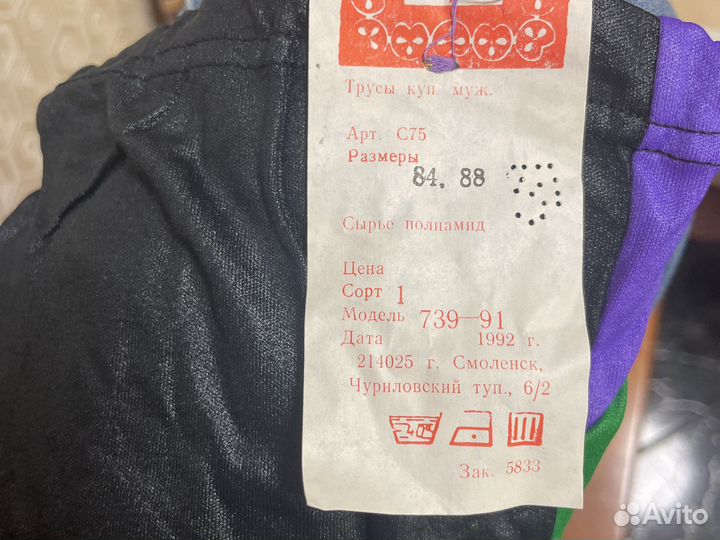 Трусы куп. муж.
Арт. С75
Размеры
84. 88
Сырье полиамид
Цена
Сорт 1
Модель 739—91
Дата 1992 г.
214025 г. Смоленск,
Чуриловский туп., 6/2
Зак. 5833
Avito